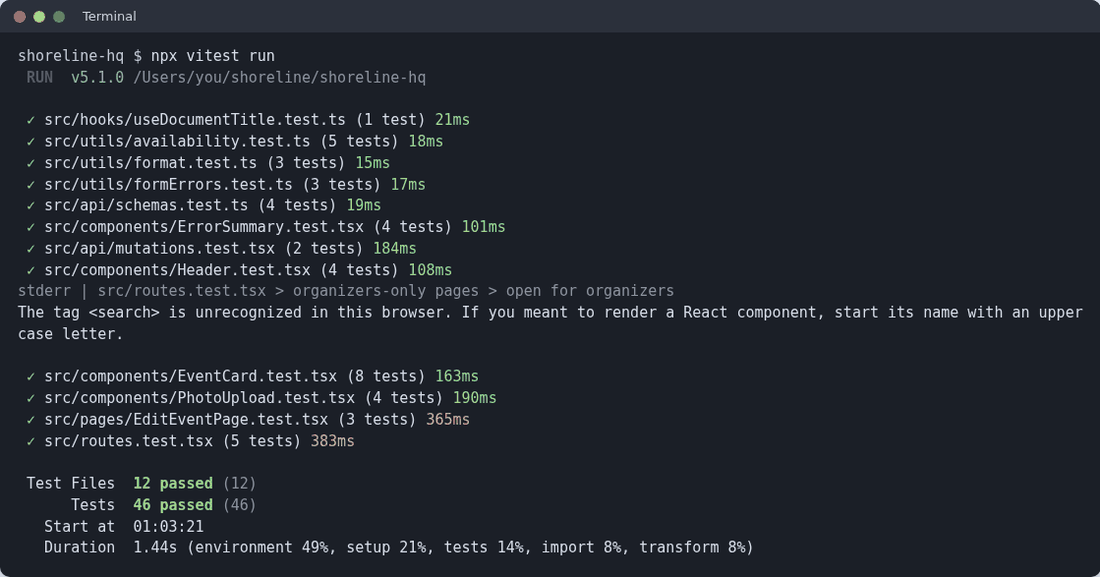 Terminal
shoreline-hq $ npx vitest run
RUN v5.1.0 /Users/you/shoreline/shoreline-hq
✓ src/hooks/useDocumentTitle.test.ts (1 test) 21ms
✓ src/utils/availability.test.ts (5 tests) 18ms
✓ src/utils/format.test.ts (3 tests) 15ms
✓ src/utils/formErrors.test.ts (3 tests) 17ms
✓ src/api/schemas.test.ts (4 tests) 19ms
✓ src/components/ErrorSummary.test.tsx (4 tests) 101ms
✓ src/api/mutations.test.tsx (2 tests) 184ms
✓ src/components/Header.test.tsx (4 tests) 108ms
stderr | src/routes.test.tsx > organizers-only pages > open for organizers
The tag <search> is unrecognized in this browser. If you meant to render a React component, start its name with an upper
case letter.
✓ src/components/EventCard.test.tsx (8 tests) 163ms
✓ src/components/PhotoUpload.test.tsx (4 tests) 190ms
✓ src/pages/EditEventPage.test.tsx (3 tests) 365ms
✓ src/routes.test.tsx (5 tests) 383ms
Test Files 12 passed (12)
Tests 46 passed (46)
Start at 01:03:21
Duration 1.44s (environment 49%, setup 21%, tests 14%, import 8%, transform 8%)